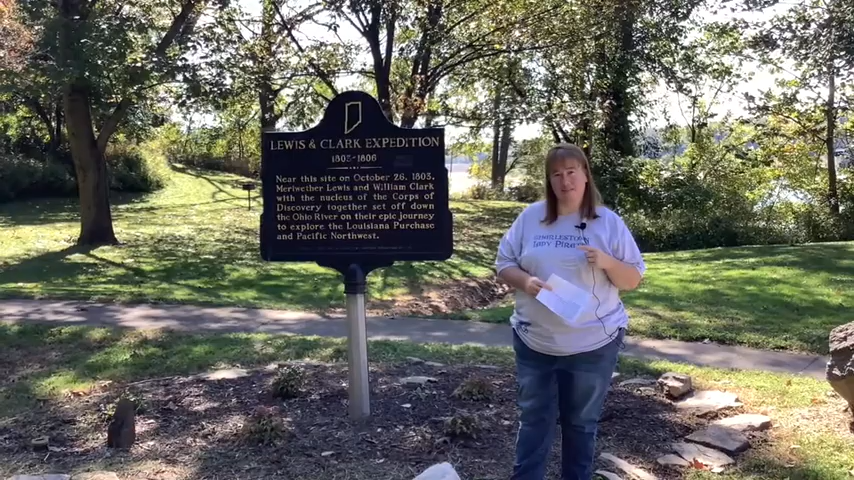 LEWIS & CLARK EXPEDITION
1803-1806
Near this site on October 26, 1803,
Meriwether Lewis and William Clark
with the nucleus of the Corps of
Discovery together set off down
the Ohio River on their epic journey
to explore the Louisiana Purchase
and Pacific Northwest.
LADY